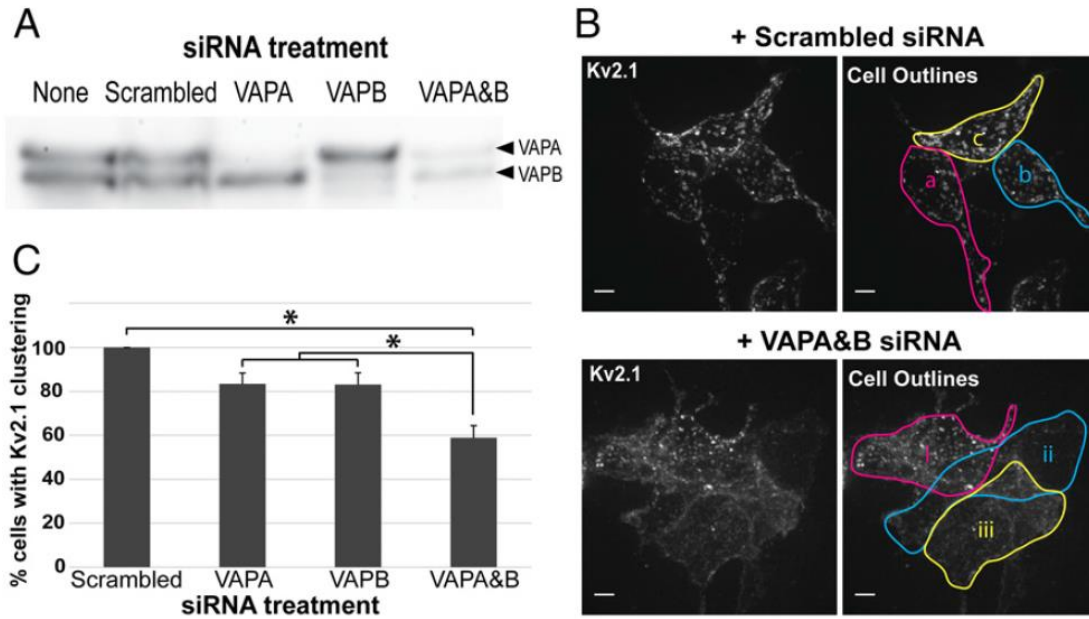 A
siRNA treatment
None Scrambled VAPA VAPB VAPA&B
VAPA
VAPB
B
+ Scrambled siRNA
Kv2.1
Cell Outlines
c
a
b
+ VAPA&B siRNA
Kv2.1
Cell Outlines
i
ii
iii
C
% cells with Kv2.1 clustering
100
80
60
40
20
0
*
*
Scrambled VAPA VAPB VAPA&B
siRNA treatment